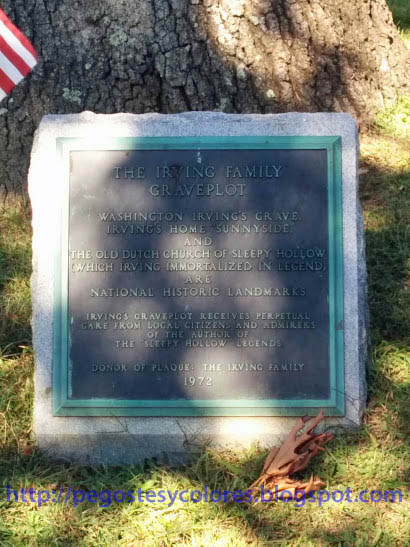 THE IRVING FAMILY
GRAVEPLOT
WASHINGTON IRVING'S GRAVE,
IRVING'S HOME "SUNNYSIDE,"
AND
THE OLD DUTCH CHURCH OF SLEEPY HOLLOW
(WHICH IRVING IMMORTALIZED IN LEGEND)
ARE
NATIONAL HISTORIC LANDMARKS
IRVING'S GRAVEPLOT RECEIVES PERPETUAL
CARE FROM LOCAL CITIZENS AND ADMIRERS
OF THE AUTHOR OF
THE "SLEEPY HOLLOW" LEGENDS
DONOR OF PLAQUE: THE IRVING FAMILY
1972
http://pegostesycolores.blogspot.com